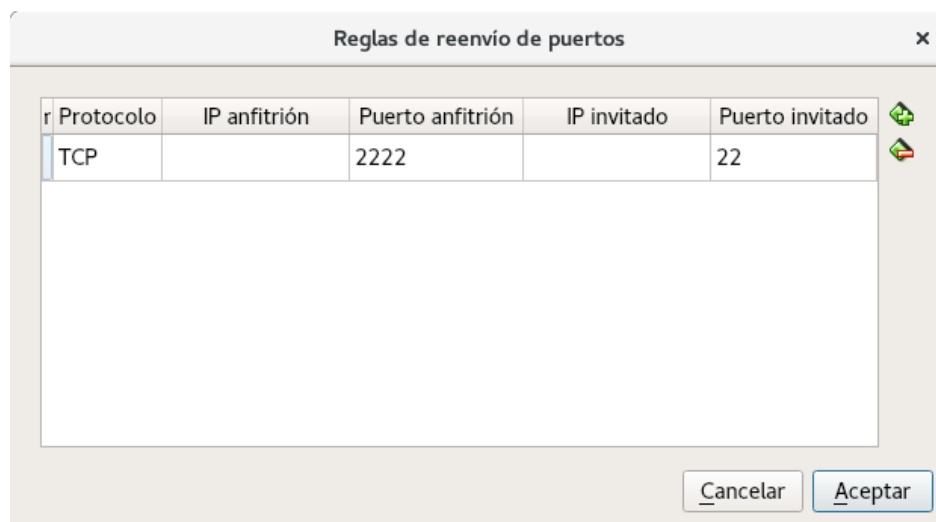 Reglas de reenvío de puertos
r Protocolo IP anfitrión Puerto anfitrión IP invitado Puerto invitado
TCP 2222 22
Cancelar Aceptar